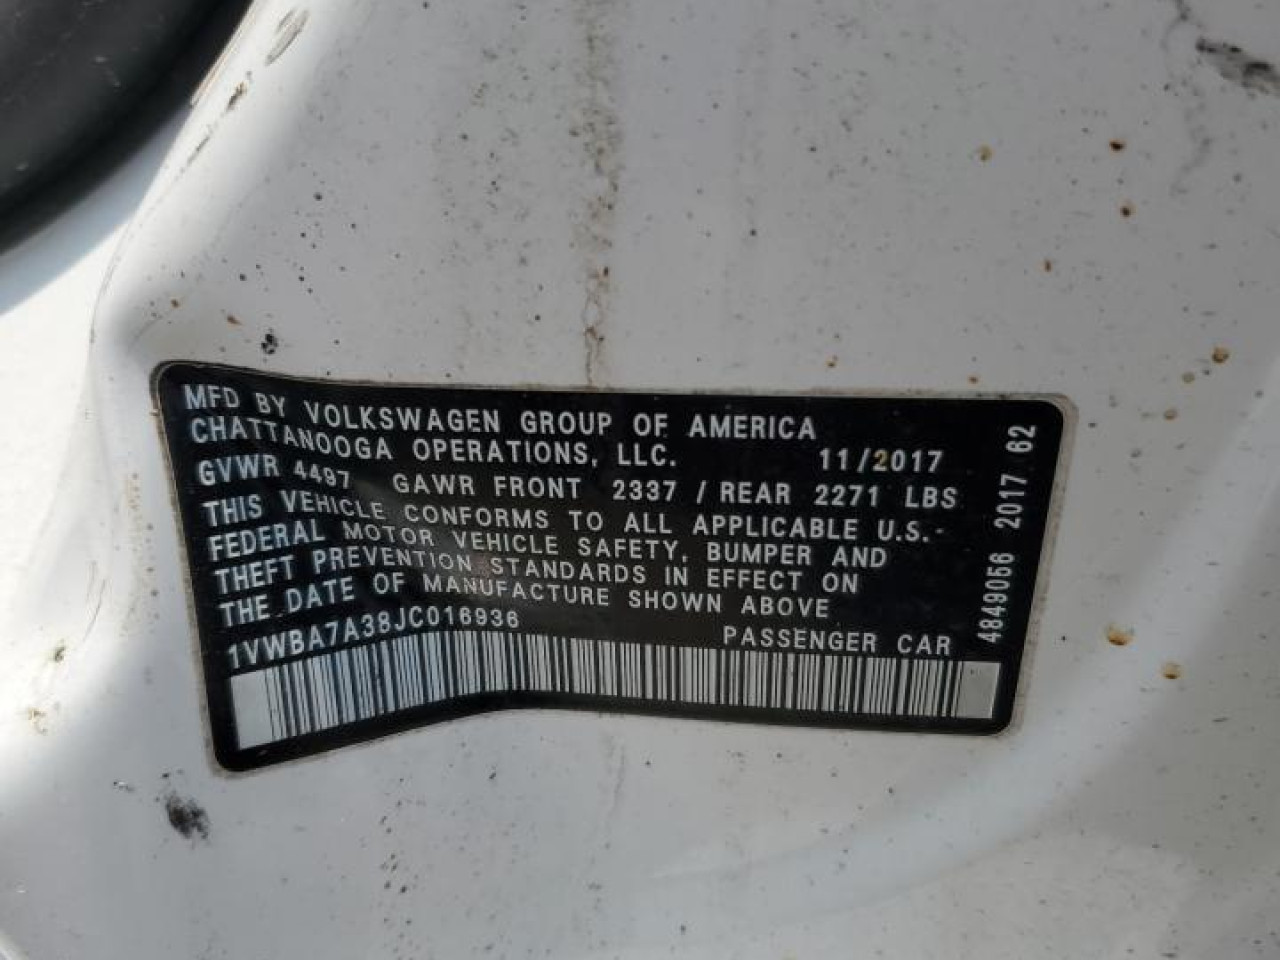 MFD BY VOLKSWAGEN GROUP OF AMERICA
CHATTANOOGA OPERATIONS, LLC. 11/2017
GVWR 4497 GAWR FRONT 2337 / REAR 2271 LBS
THIS VEHICLE CONFORMS TO ALL APPLICABLE U.S.-
FEDERAL MOTOR VEHICLE SAFETY, BUMPER AND
THEFT PREVENTION STANDARDS IN EFFECT ON
THE DATE OF MANUFACTURE SHOWN ABOVE
1VWBA7A38JC016936 PASSENGER CAR
4849056 2017 62